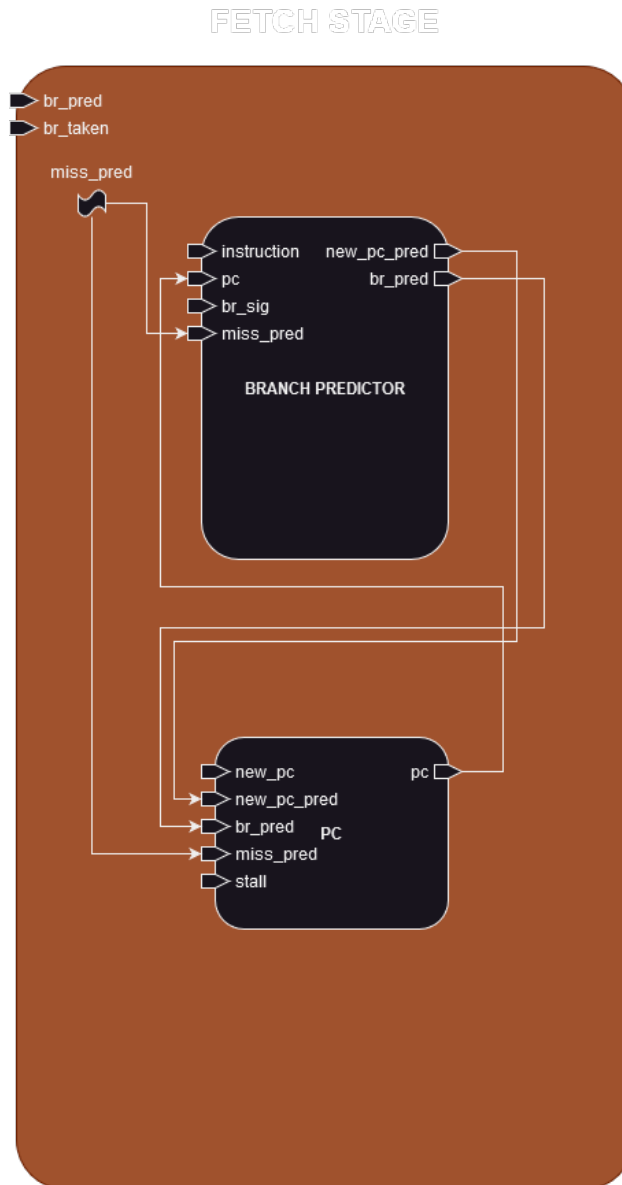 FETCH STAGE
br_pred
br_taken
miss_pred
instruction
new_pc_pred
pc
br_pred
br_sig
miss_pred
BRANCH PREDICTOR
new_pc
pc
new_pc_pred
br_pred
PC
miss_pred
stall